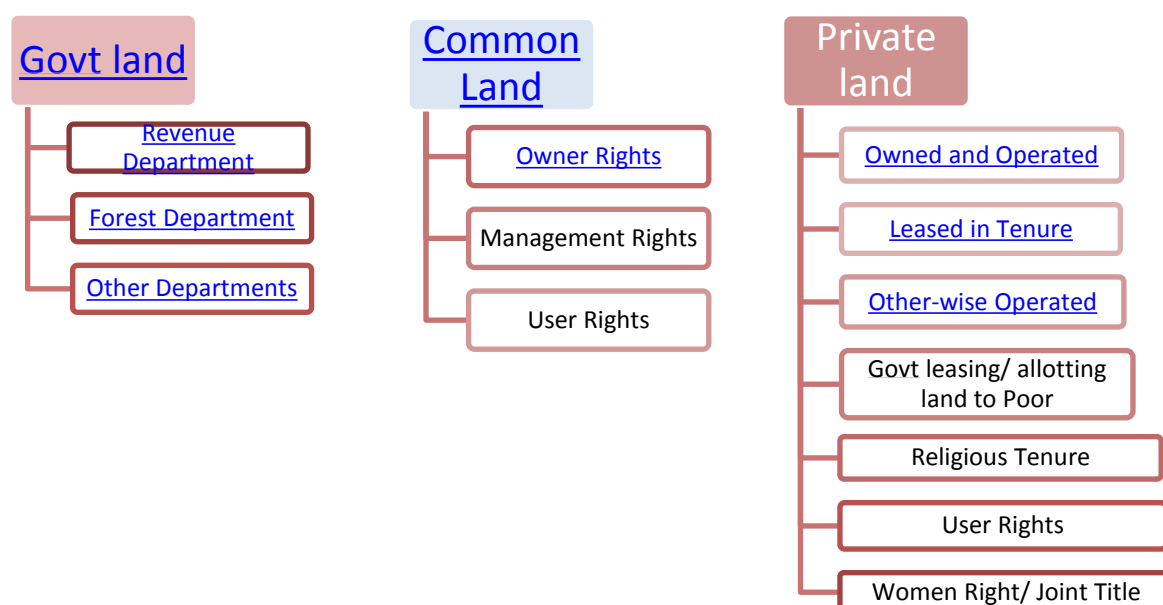 Govt land
Revenue
Department
Forest Department
Other Departments
Common
Land
Owner Rights
Management Rights
User Rights
Private
land
Owned and Operated
Leased in Tenure
Other-wise Operated
Govt leasing/ allotting
land to Poor
Religious Tenure
User Rights
Women Right/ Joint Title